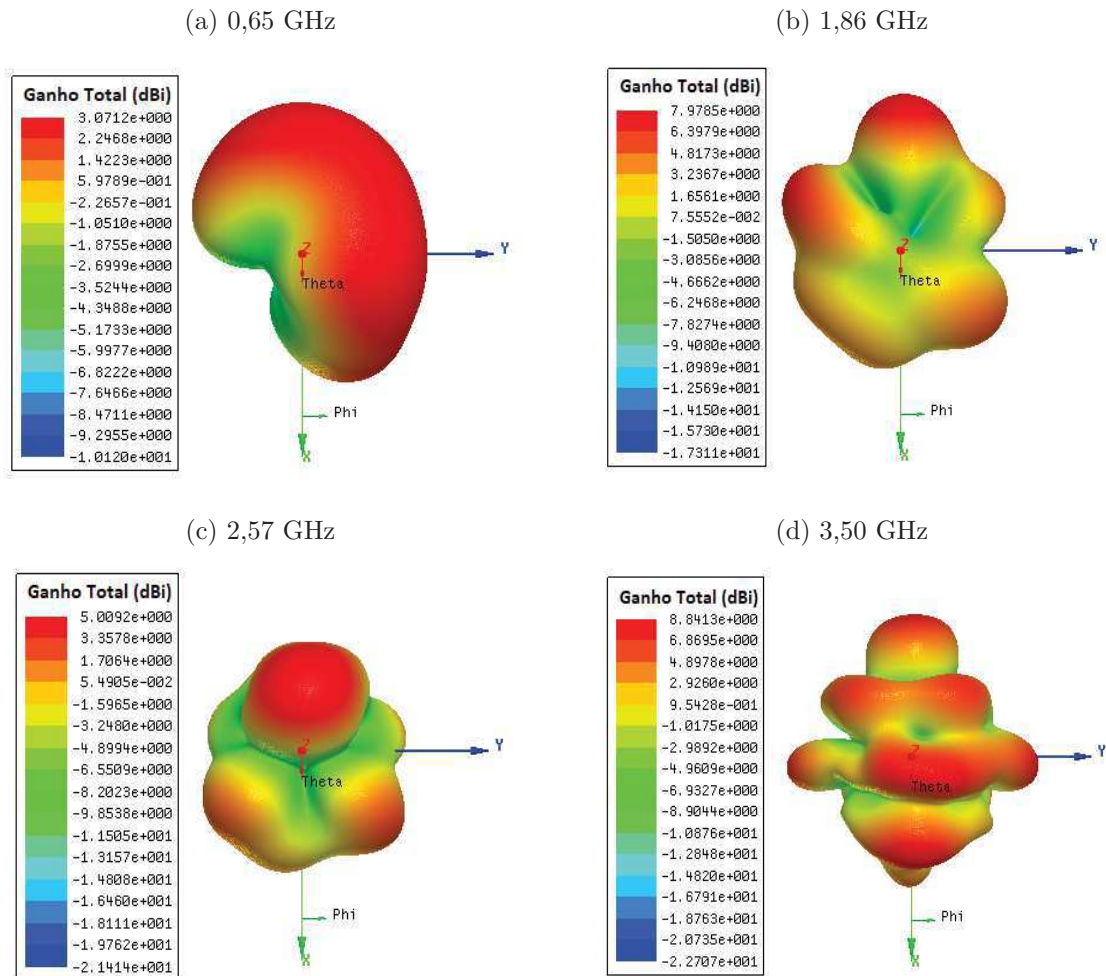 (a) 0,65 GHz
Ganho Total (dBi)
3.0712e+000
2.2468e+000
1.4223e+000
5.9789e-001
-2.2657e-001
-1.0510e+000
-1.8755e+000
-2.6999e+000
-3.5244e+000
-4.3488e+000
-5.1733e+000
-5.9977e+000
-6.8222e+000
-7.6466e+000
-8.4711e+000
-9.2955e+000
-1.0120e+001
Z
Theta
Y
Phi
X
(b) 1,86 GHz
Ganho Total (dBi)
7.9785e+000
6.3979e+000
4.8173e+000
3.2367e+000
1.6561e+000
7.5552e-002
-1.5050e+000
-3.0856e+000
-4.6662e+000
-6.2468e+000
-7.8274e+000
-9.4080e+000
-1.0989e+001
-1.2569e+001
-1.4150e+001
-1.5730e+001
-1.7311e+001
Z
Theta
Y
Phi
X
(c) 2,57 GHz
Ganho Total (dBi)
5.0092e+000
3.3578e+000
1.7064e+000
5.4905e-002
-1.5965e+000
-3.2480e+000
-4.8994e+000
-6.5509e+000
-8.2023e+000
-9.8538e+000
-1.1505e+001
-1.3157e+001
-1.4808e+001
-1.6460e+001
-1.8111e+001
-1.9762e+001
-2.1414e+001
Z
Theta
Y
Phi
X
(d) 3,50 GHz
Ganho Total (dBi)
8.8413e+000
6.8695e+000
4.8978e+000
2.9260e+000
9.5428e-001
-1.0175e+000
-2.9892e+000
-4.9609e+000
-6.9327e+000
-8.9044e+000
-1.0876e+001
-1.2848e+001
-1.4820e+001
-1.6791e+001
-1.8763e+001
-2.0735e+001
-2.2707e+001
Z
Theta
Y
Phi
X